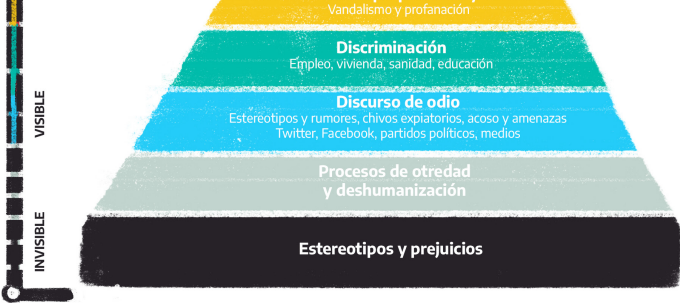 Vandalismo y profanación
Discriminación
Empleo, vivienda, sanidad, educación
Discurso de odio
Estereotipos y rumores, chivos expiatorios, acoso y amenazas
Twitter, Facebook, partidos políticos, medios
Procesos de otredad
y deshumanización
Estereotipos y prejuicios
VISIBLE
INVISIBLE